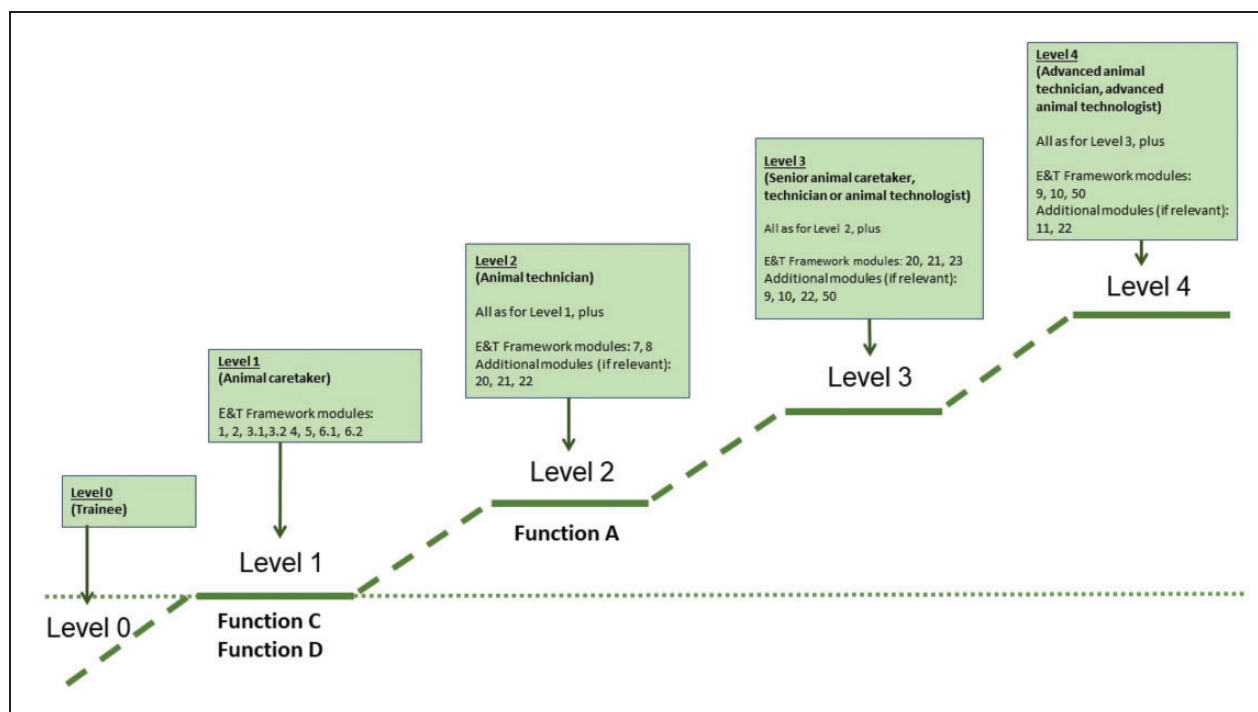 Level 4
(Advanced animal
technician, advanced
animal technologist)
All as for Level 3, plus
E&T Framework modules:
9, 10, 50
Additional modules (if relevant):
11, 22
Level 4
Level 3
(Senior animal caretaker,
technician or animal technologist)
All as for Level 2, plus
E&T Framework modules: 20, 21, 23
Additional modules (if relevant):
9, 10, 22, 50
Level 3
Level 2
(Animal technician)
All as for Level 1, plus
E&T Framework modules: 7, 8
Additional modules (if relevant):
20, 21, 22
Level 2
Function A
Level 1
(Animal caretaker)
E&T Framework modules:
1, 2, 3.1,3.2 4, 5, 6.1, 6.2
Level 1
Function C
Function D
Level 0
(Trainee)
Level 0